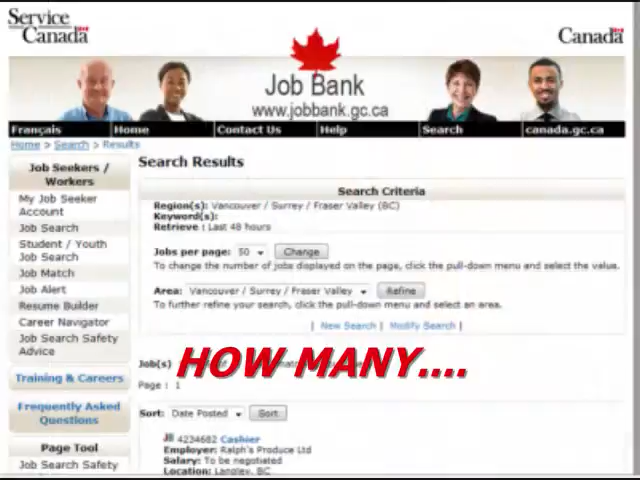 Service
Canada
Canada
Job Bank
www.jobbank.gc.ca
Français Home Contact Us Help Search canada.gc.ca
Home > Search > Results
Job Seekers /
Workers
My Job Seeker
Account
Job Search
Student / Youth
Job Search
Job Match
Job Alert
Resume Builder
Career Navigator
Job Search Safety
Advice
Training & Careers
Frequently Asked
Questions
Page Tool
Job Search Safety
Search Results
Search Criteria
Region(s): Vancouver / Surrey / Fraser Valley (BC)
Keyword(s):
Retrieve : Last 48 hours
Jobs per page: 50 Change
To change the number of jobs displayed on the page, click the pull-down menu and select the value.
Area: Vancouver / Surrey / Fraser Valley Refine
To further refine your search, click the pull-down menu and select an area.
| New Search | Modify Search |
Job(s)
HOW MANY....
Page : 1
Sort: Date Posted Sort
4234682 Cashier
Employer: Ralph's Produce Ltd
Salary: To be negotiated
Location: Langley, BC